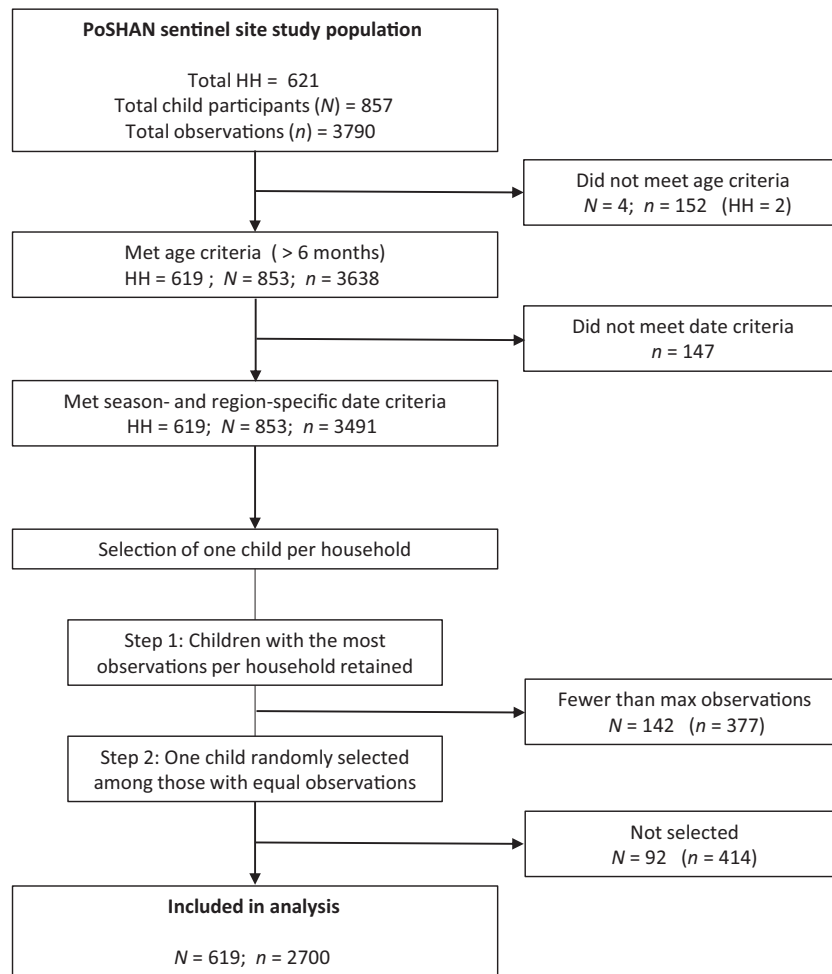 PoSHAN sentinel site study population
Total HH = 621
Total child participants (N) = 857
Total observations (n) = 3790
Did not meet age criteria
N = 4; n = 152 (HH = 2)
Met age criteria ( > 6 months)
HH = 619 ; N = 853; n = 3638
Did not meet date criteria
n = 147
Met season- and region-specific date criteria
HH = 619; N = 853; n = 3491
Selection of one child per household
Step 1: Children with the most
observations per household retained
Fewer than max observations
N = 142 (n = 377)
Step 2: One child randomly selected
among those with equal observations
Not selected
N = 92 (n = 414)
Included in analysis
N = 619; n = 2700